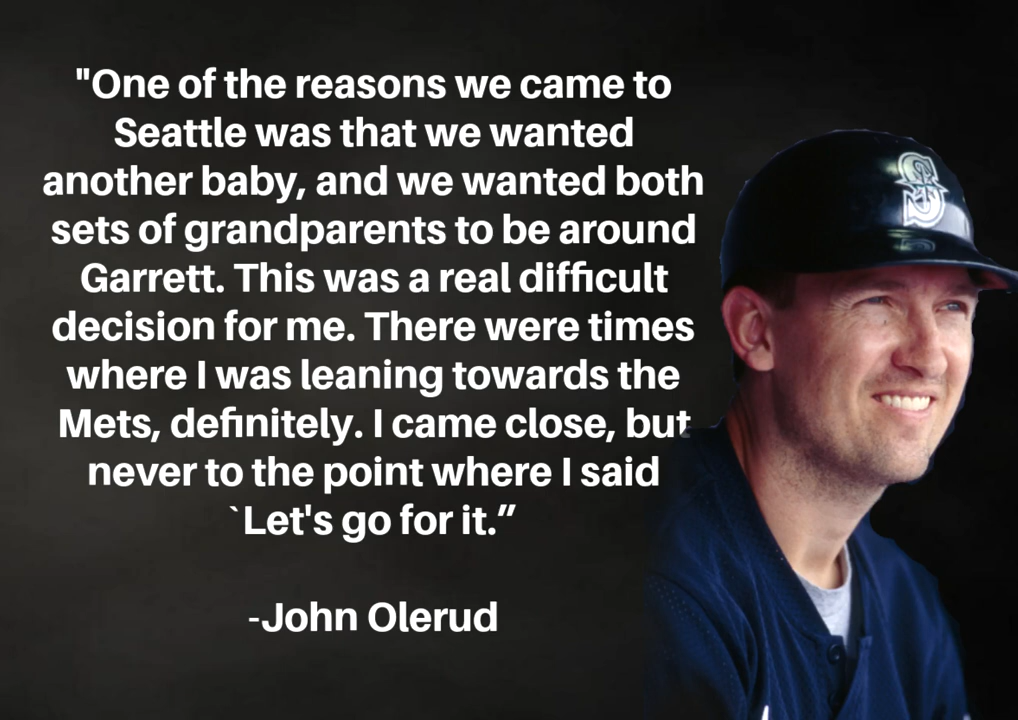 "One of the reasons we came to
Seattle was that we wanted
another baby, and we wanted both
sets of grandparents to be around
Garrett. This was a real difficult
decision for me. There were times
where I was leaning towards the
Mets, definitely. I came close, but
never to the point where I said
`Let's go for it.”
-John Olerud
S